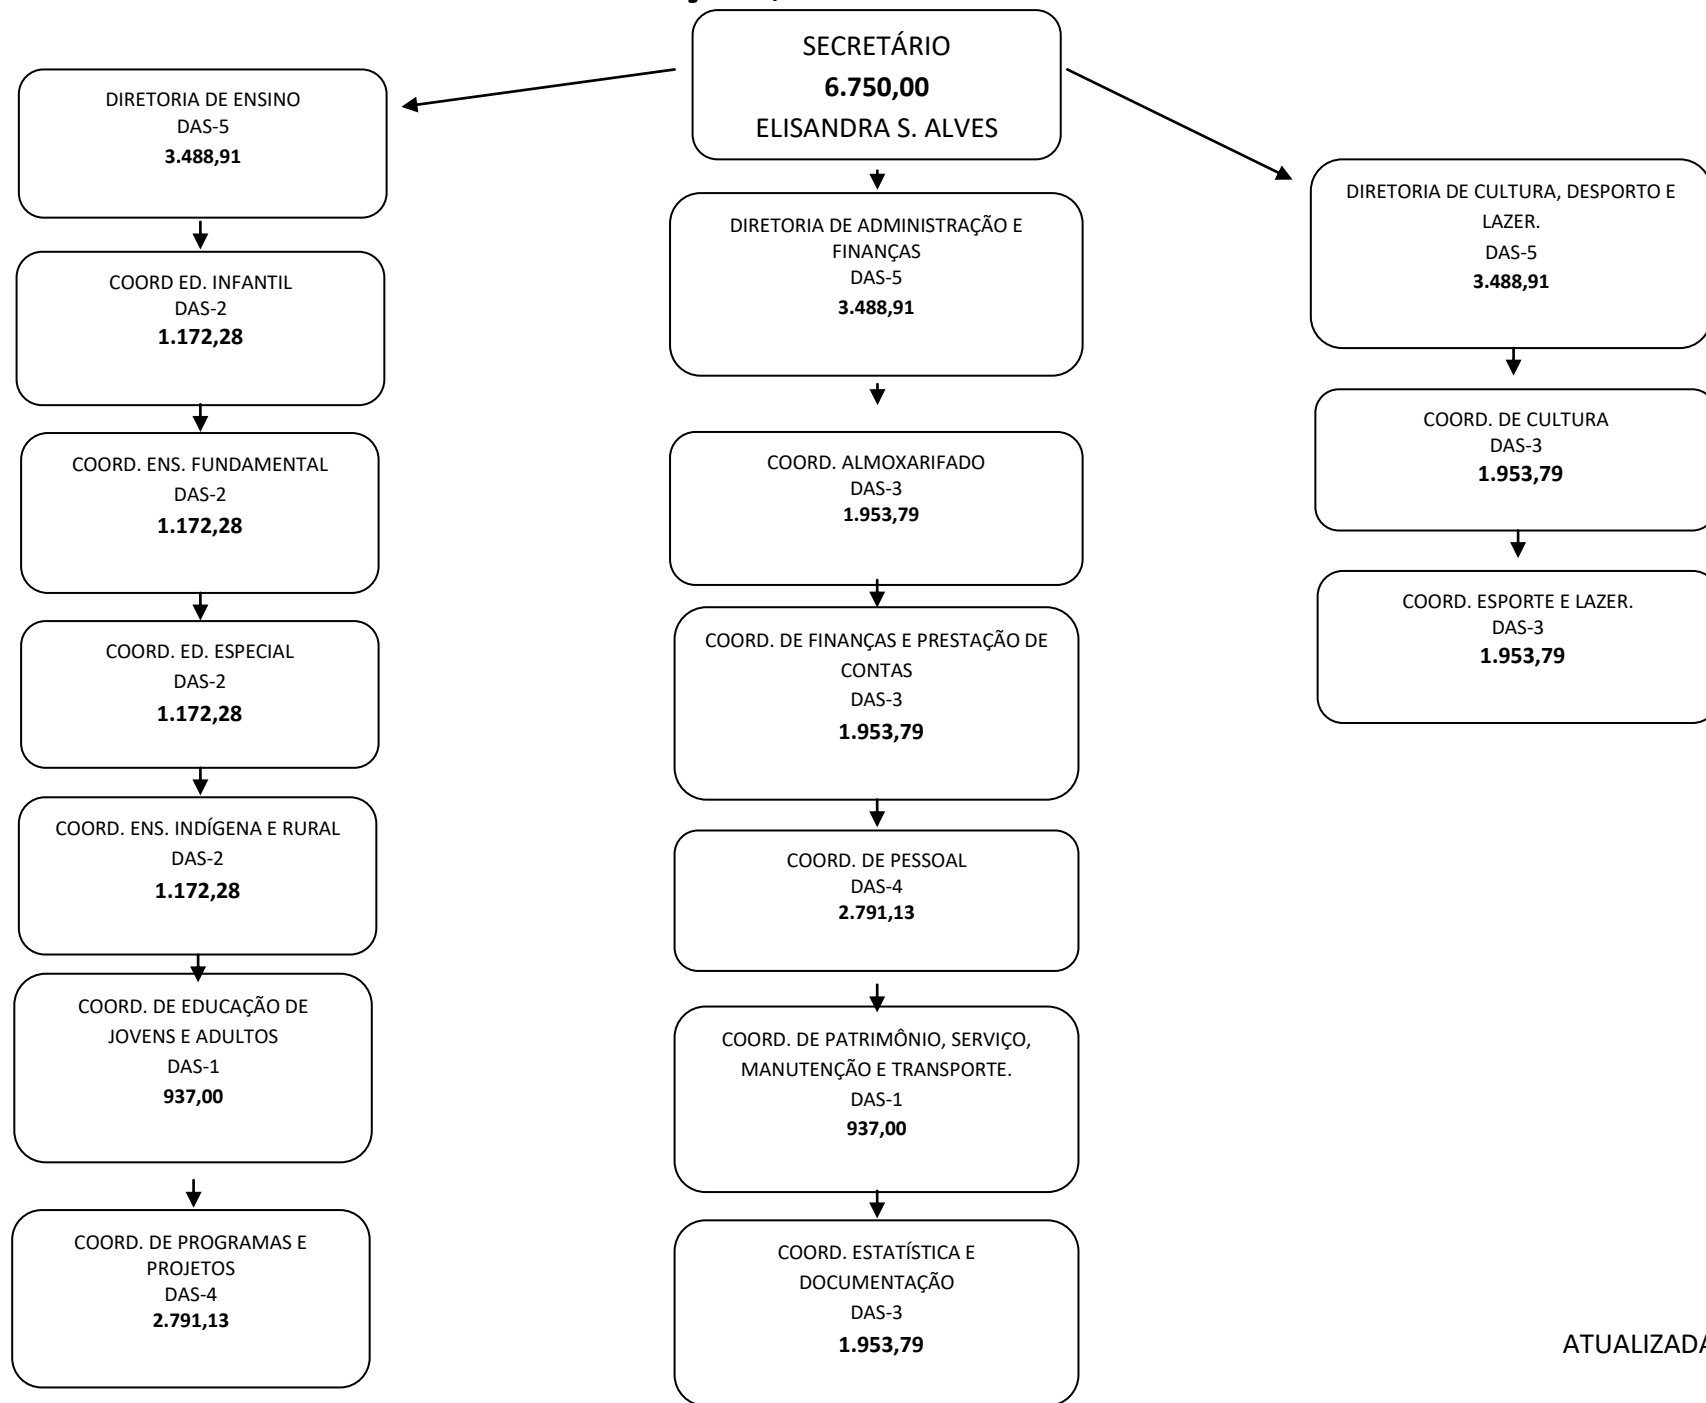 SECRETÁRIO
6.750,00
ELISANDRA S. ALVES
DIRETORIA DE ENSINO
DAS-5
3.488,91
COORD ED. INFANTIL
DAS-2
1.172,28
COORD. ENS. FUNDAMENTAL
DAS-2
1.172,28
COORD. ED. ESPECIAL
DAS-2
1.172,28
COORD. ENS. INDÍGENA E RURAL
DAS-2
1.172,28
COORD. DE EDUCAÇÃO DE
JOVENS E ADULTOS
DAS-1
937,00
COORD. DE PROGRAMAS E
PROJETOS
DAS-4
2.791,13
DIRETORIA DE ADMINISTRAÇÃO E
FINANÇAS
DAS-5
3.488,91
COORD. ALMOXARIFADO
DAS-3
1.953,79
COORD. DE FINANÇAS E PRESTAÇÃO DE
CONTAS
DAS-3
1.953,79
COORD. DE PESSOAL
DAS-4
2.791,13
COORD. DE PATRIMÔNIO, SERVIÇO,
MANUTENÇÃO E TRANSPORTE.
DAS-1
937,00
COORD. ESTATÍSTICA E
DOCUMENTAÇÃO
DAS-3
1.953,79
DIRETORIA DE CULTURA, DESPORTO E
LAZER.
DAS-5
3.488,91
COORD. DE CULTURA
DAS-3
1.953,79
COORD. ESPORTE E LAZER.
DAS-3
1.953,79
ATUALIZADA